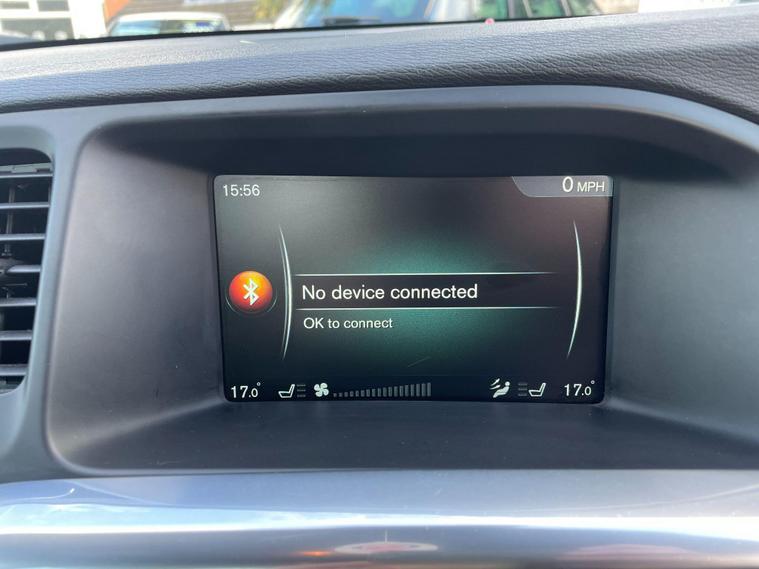 15:56
0 MPH
No device connected
OK to connect
17.0°
17.0°